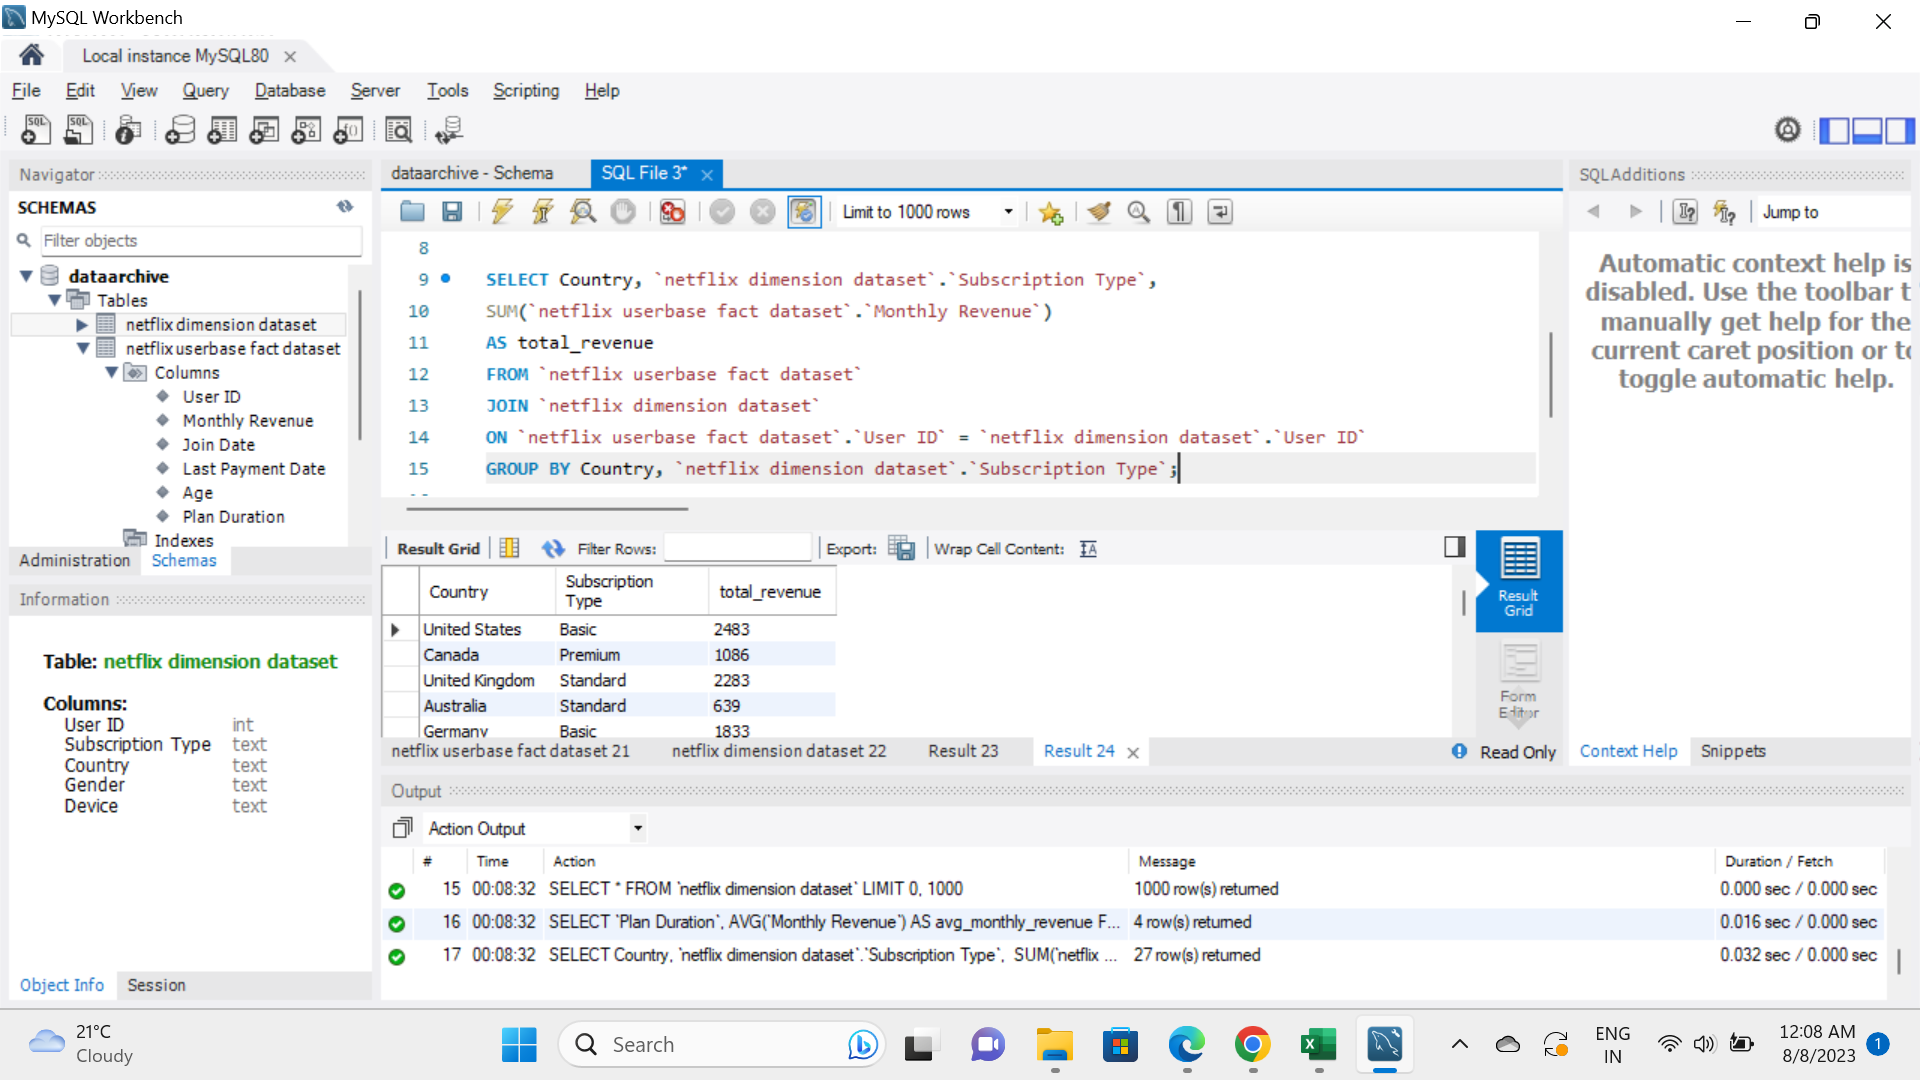 MySQL Workbench
Local instance MySQL80
File Edit View Query Database Server Tools Scripting Help
Navigator
SCHEMAS
Filter objects
dataarchive
Tables
netflix dimension dataset
netflix userbase fact dataset
Columns
User ID
Monthly Revenue
Join Date
Last Payment Date
Age
Plan Duration
Indexes
Administration Schemas
Information
Table: netflix dimension dataset
Columns:
User ID int
Subscription Type text
Country text
Gender text
Device text
Object Info Session
dataarchive - Schema SQL File 3*
Limit to 1000 rows
8
9 SELECT Country, `netflix dimension dataset`.`Subscription Type`,
10 SUM(`netflix userbase fact dataset`.`Monthly Revenue`)
11 AS total_revenue
12 FROM `netflix userbase fact dataset`
13 JOIN `netflix dimension dataset`
14 ON `netflix userbase fact dataset`.`User ID` = `netflix dimension dataset`.`User ID`
15 GROUP BY Country, `netflix dimension dataset`.`Subscription Type`;
Result Grid Filter Rows: Export: Wrap Cell Content:
Country Subscription Type total_revenue
United States Basic 2483
Canada Premium 1086
United Kingdom Standard 2283
Australia Standard 639
Germany Basic 1833
Result Grid
Form Editor
netflix userbase fact dataset 21 netflix dimension dataset 22 Result 23 Result 24 Read Only
SQLAdditions
Jump to
Automatic context help is
disabled. Use the toolbar t
manually get help for the
current caret position or to
toggle automatic help.
Context Help Snippets
Output
Action Output
# Time Action Message Duration / Fetch
15 00:08:32 SELECT * FROM `netflix dimension dataset` LIMIT 0, 1000 1000 row(s) returned 0.000 sec / 0.000 sec
16 00:08:32 SELECT `Plan Duration`, AVG(`Monthly Revenue`) AS avg_monthly_revenue F... 4 row(s) returned 0.016 sec / 0.000 sec
17 00:08:32 SELECT Country, `netflix dimension dataset`.`Subscription Type`, SUM(`netflix ... 27 row(s) returned 0.032 sec / 0.000 sec
21°C
Cloudy
Search
ENG
IN
12:08 AM
8/8/2023
1